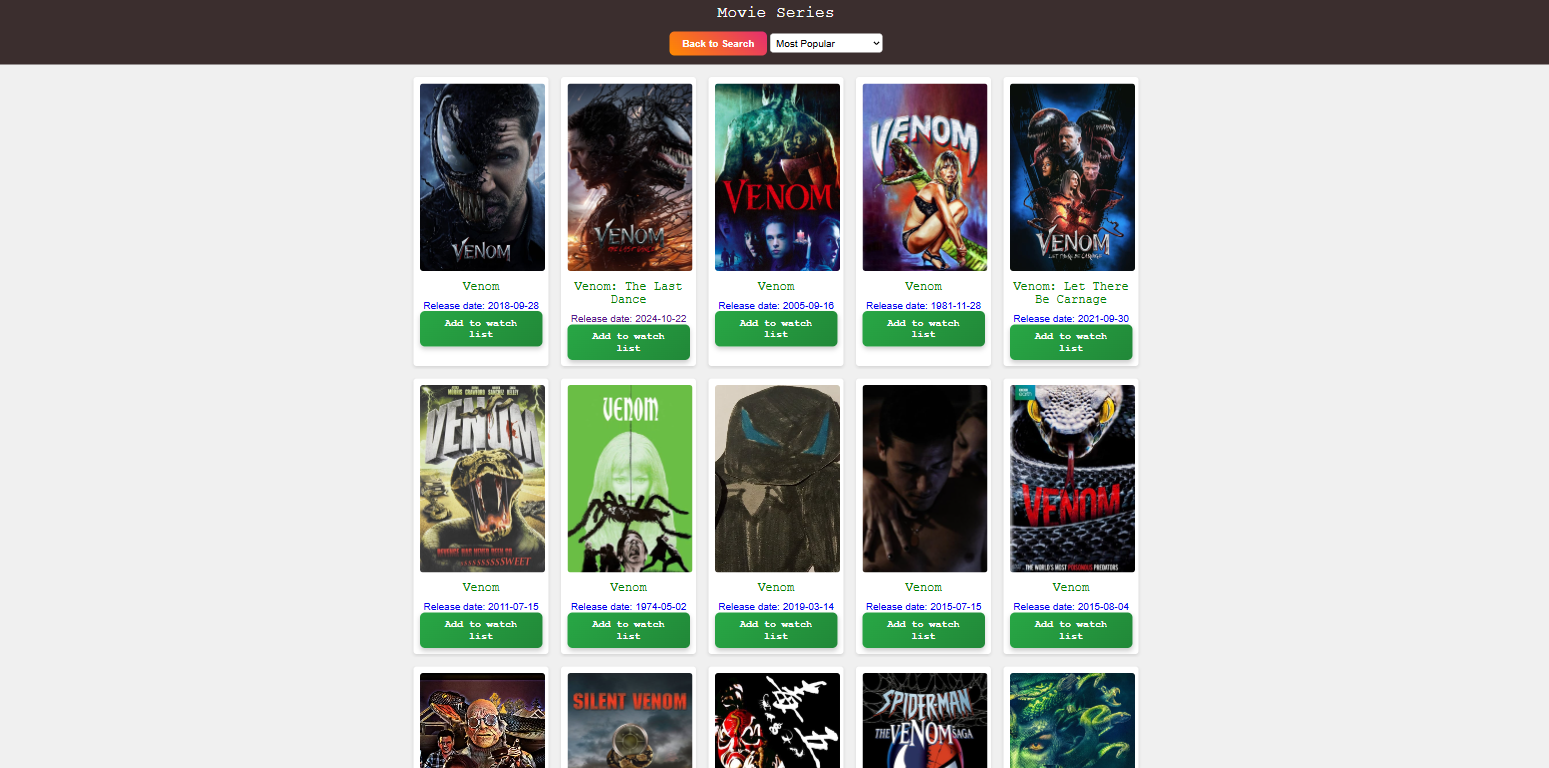 Movie Series
Back to Search
Most Popular
VENOM
VENOM
VENOM
VENOM
VENOM
LET THERE BE CARNAGE
Venom
Venom: The Last
Dance
Venom
Venom
Venom: Let There
Be Carnage
Release date: 2018-09-28
Release date: 2024-10-22
Release date: 2005-09-16
Release date: 1981-11-28
Release date: 2021-09-30
Add to watch
list
Add to watch
list
Add to watch
list
Add to watch
list
Add to watch
list
MORRIS CRAWFORD SANCHEZ KELLEY
VENOM
SWEET
VENOM
BBC
earth
VENOM
THE WORLD'S MOST POISONOUS PREDATORS
Venom
Venom
Venom
Venom
Venom
Release date: 2011-07-15
Release date: 1974-05-02
Release date: 2019-03-14
Release date: 2015-07-15
Release date: 2015-08-04
Add to watch
list
Add to watch
list
Add to watch
list
Add to watch
list
Add to watch
list
SILENT VENOM
SPIDER-MAN
THE VENOM SAGA